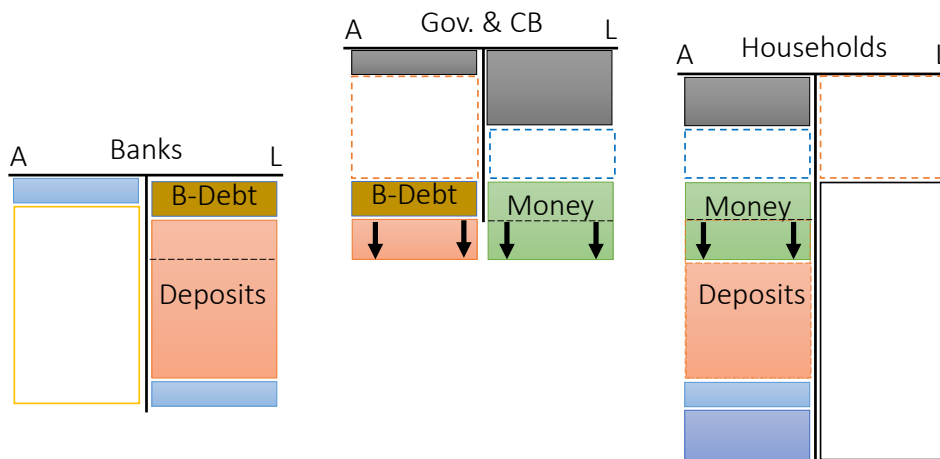 Gov. & CB
A L
Households
A L
Banks
A L
B-Debt
Deposits
B-Debt
Money
Money
Deposits